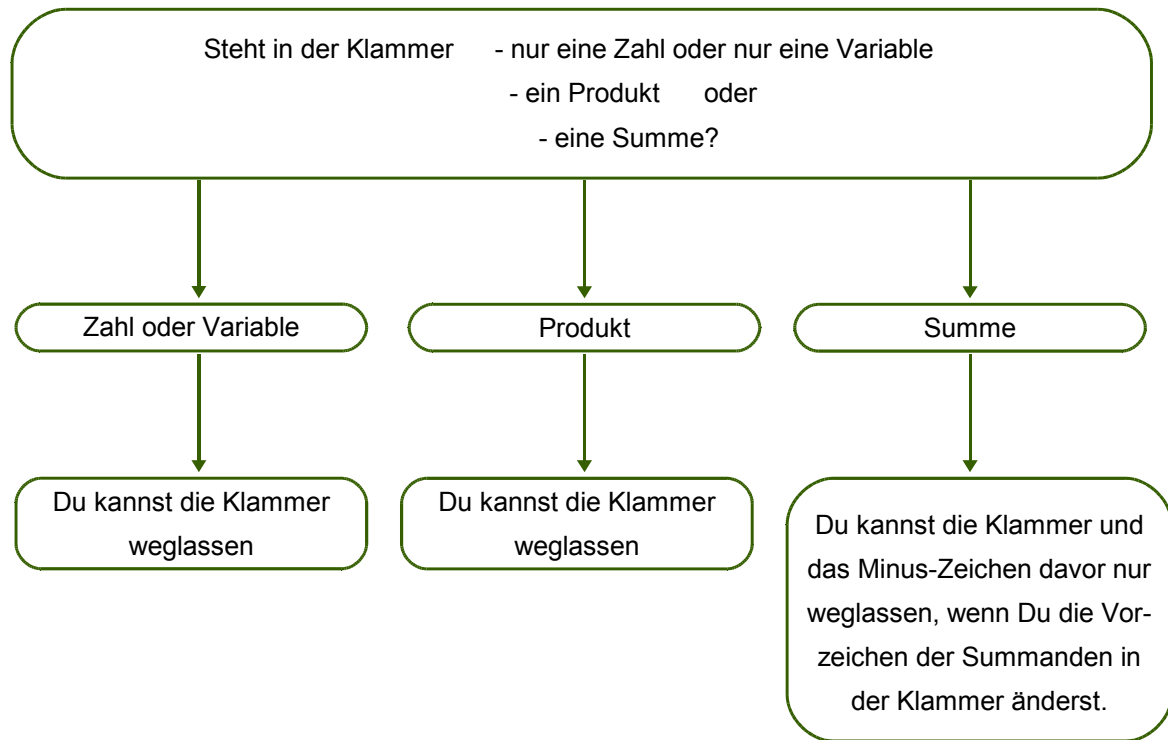 Steht in der Klammer - nur eine Zahl oder nur eine Variable
- ein Produkt oder
- eine Summe?
Zahl oder Variable
Produkt
Summe
Du kannst die Klammer
weglassen
Du kannst die Klammer
weglassen
Du kannst die Klammer und
das Minus-Zeichen davor nur
weglassen, wenn Du die Vor-
zeichen der Summanden in
der Klammer änderst.